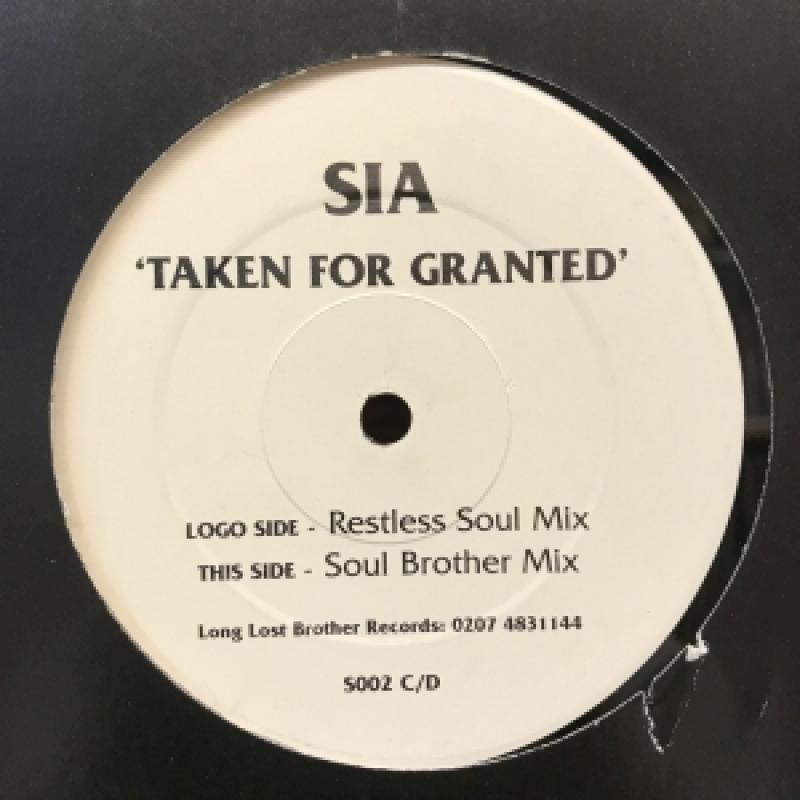 SIA
‘TAKEN FOR GRANTED’
LOGO SIDE - Restless Soul Mix
THIS SIDE - Soul Brother Mix
Long Lost Brother Records: 0207 4831144
S002 C/D